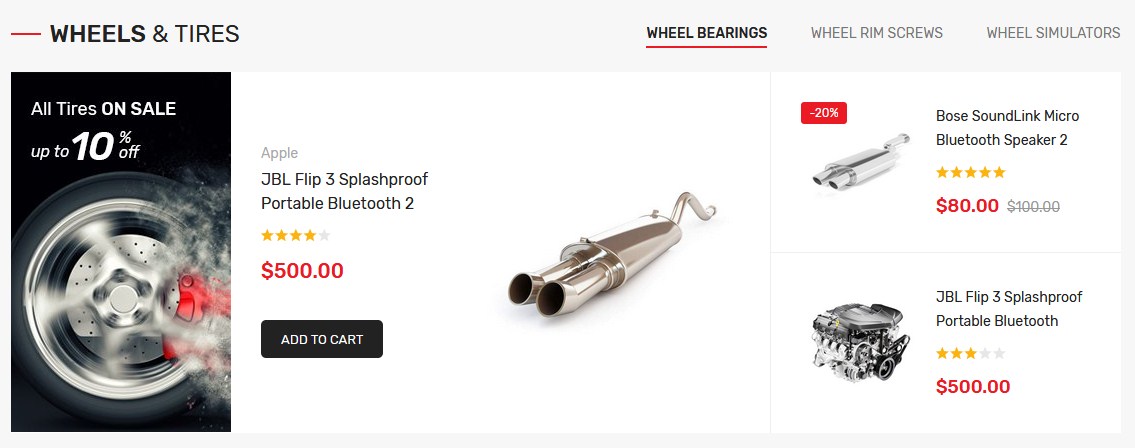 WHEELS & TIRES
WHEEL BEARINGS
WHEEL RIM SCREWS
WHEEL SIMULATORS
All Tires ON SALE
up to 10 % off
Apple
JBL Flip 3 Splashproof
Portable Bluetooth 2
$500.00
ADD TO CART
-20%
Bose SoundLink Micro
Bluetooth Speaker 2
$80.00 $100.00
JBL Flip 3 Splashproof
Portable Bluetooth
$500.00